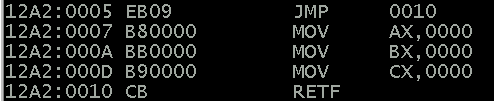 12A2:0005 EB09 JMP 0010
12A2:0007 B80000 MOV AX,0000
12A2:000A BB0000 MOV BX,0000
12A2:000D B90000 MOV CX,0000
12A2:0010 CB RETF